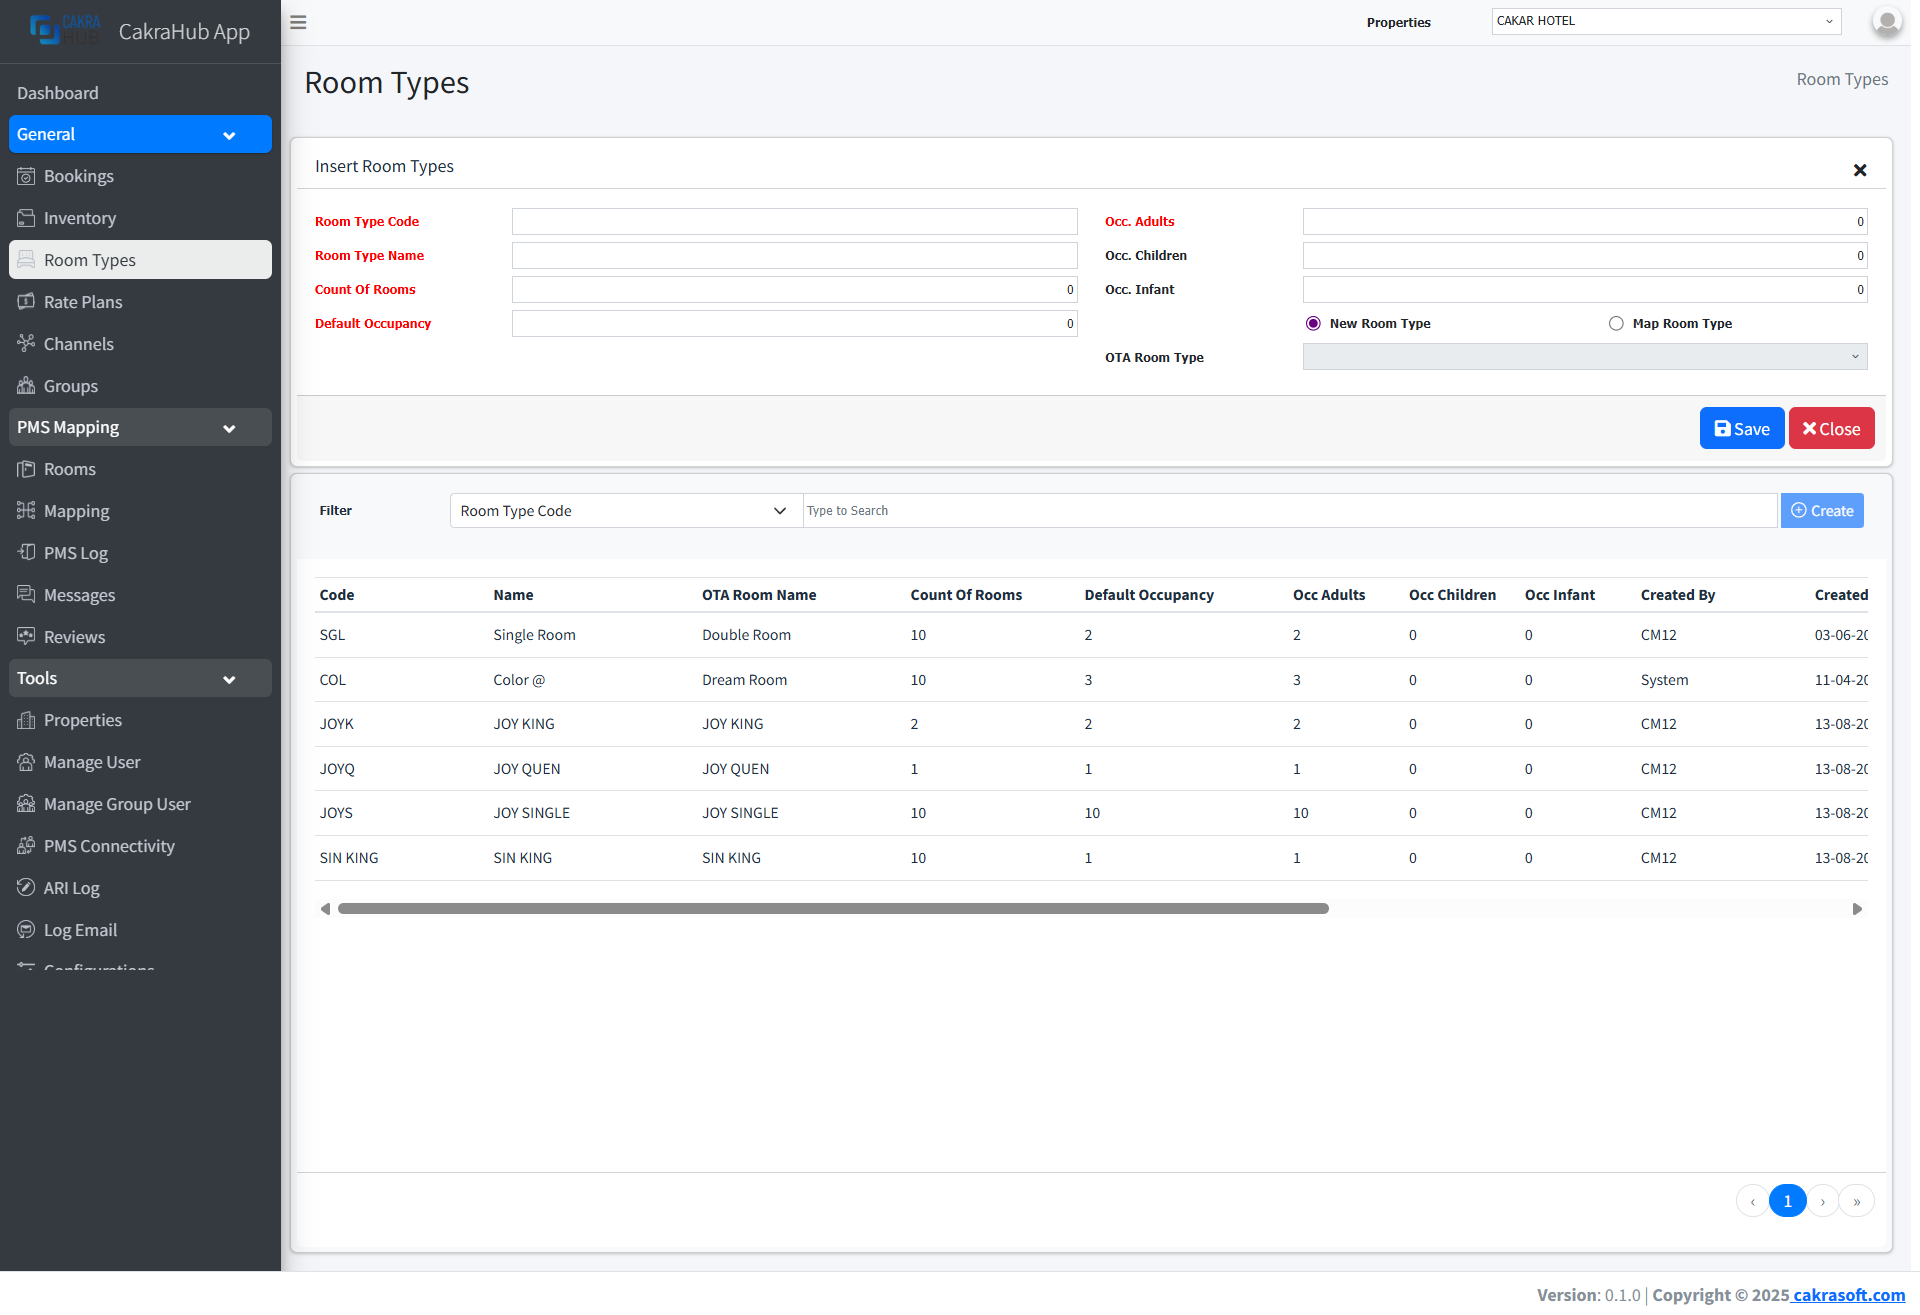 CAKRA HUB CakraHub App
Properties CAKAR HOTEL
Dashboard
General
Bookings
Inventory
Room Types
Rate Plans
Channels
Groups
PMS Mapping
Rooms
Mapping
PMS Log
Messages
Reviews
Tools
Properties
Manage User
Manage Group User
PMS Connectivity
ARI Log
Log Email
Configurations
Room Types
Room Types
Insert Room Types
Room Type Code
Room Type Name
Count Of Rooms 0
Default Occupancy 0
Occ. Adults 0
Occ. Children 0
Occ. Infant 0
New Room Type Map Room Type
OTA Room Type
Save Close
Filter Room Type Code Type to Search Create
Code Name OTA Room Name Count Of Rooms Default Occupancy Occ Adults Occ Children Occ Infant Created By Created
SGL Single Room Double Room 10 2 2 0 0 CM12 03-06-20
COL Color @ Dream Room 10 3 3 0 0 System 11-04-20
JOYK JOY KING JOY KING 2 2 2 0 0 CM12 13-08-20
JOYQ JOY QUEN JOY QUEN 1 1 1 0 0 CM12 13-08-20
JOYS JOY SINGLE JOY SINGLE 10 10 10 0 0 CM12 13-08-20
SIN KING SIN KING SIN KING 10 1 1 0 0 CM12 13-08-20
‹ 1 › »
Version: 0.1.0 | Copyright © 2025 cakrasoft.com